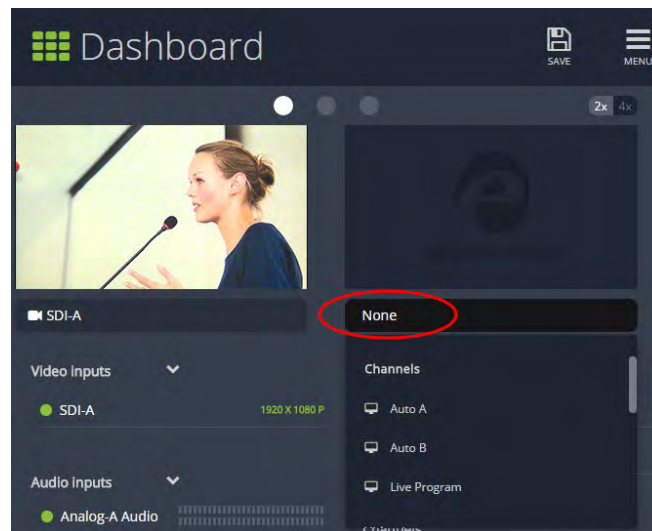 Dashboard
SAVE
MENU
2x 4x
SDI-A
None
Video inputs
SDI-A
1920 X 1080 P
Audio inputs
Analog-A Audio
Channels
Auto A
Auto B
Live Program